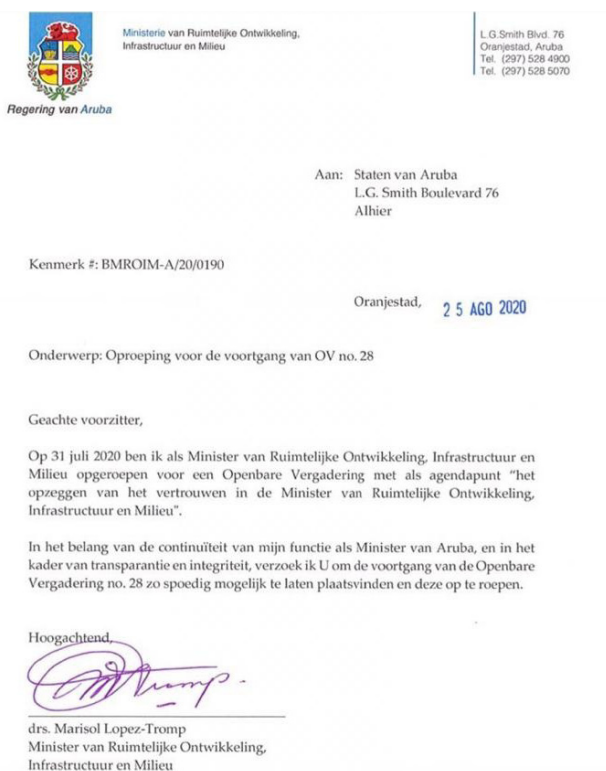 Ministerie van Ruimtelijke Ontwikkeling,
Infrastructuur en Milieu
L.G.Smith Blvd. 76
Oranjestad, Aruba
Tel. (297) 528 4900
Tel. (297) 528 5070
Regering van Aruba
Aan: Staten van Aruba
L.G. Smith Boulevard 76
Alhier
Kenmerk #: BMROIM-A/20/0190
Oranjestad, 25 AGO 2020
Onderwerp: Oproeping voor de voortgang van OV no. 28
Geachte voorzitter,
Op 31 juli 2020 ben ik als Minister van Ruimtelijke Ontwikkeling, Infrastructuur en
Milieu opgeroepen voor een Openbare Vergadering met als agendapunt “het
opzeggen van het vertrouwen in de Minister van Ruimtelijke Ontwikkeling,
Infrastructuur en Milieu”.
In het belang van de continuïteit van mijn functie als Minister van Aruba, en in het
kader van transparantie en integriteit, verzoek ik U om de voortgang van de Openbare
Vergadering no. 28 zo spoedig mogelijk te laten plaatsvinden en deze op te roepen.
Hoogachtend,
drs. Marisol Lopez-Tromp
Minister van Ruimtelijke Ontwikkeling,
Infrastructuur en Milieu